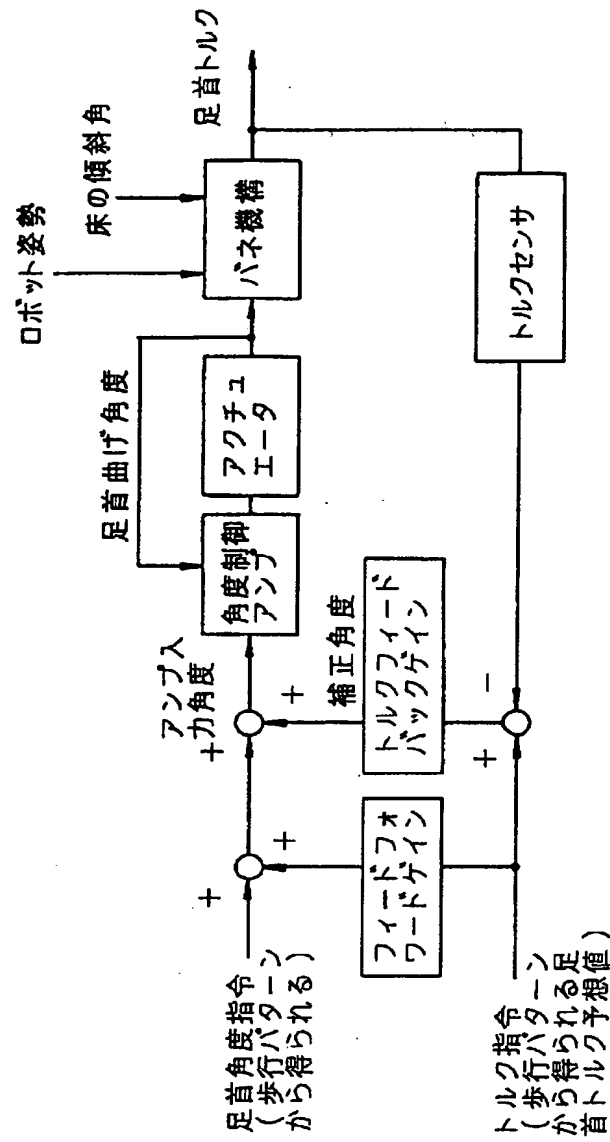 足首角度指令
(歩行パターン
から得られる)
+
+
アンプ入
力角度
+
+
補正角度
足首曲げ角度
角度制御
アンプ
アクチュ
エータ
ロボット姿勢
床の傾斜角
バネ機構
足首トルク
フィードフォ
ワードゲイン
トルクフィード
バックゲイン
トルクセンサ
トルク指令
(歩行パターン
から得られる足
首トルク予想値)
+
−